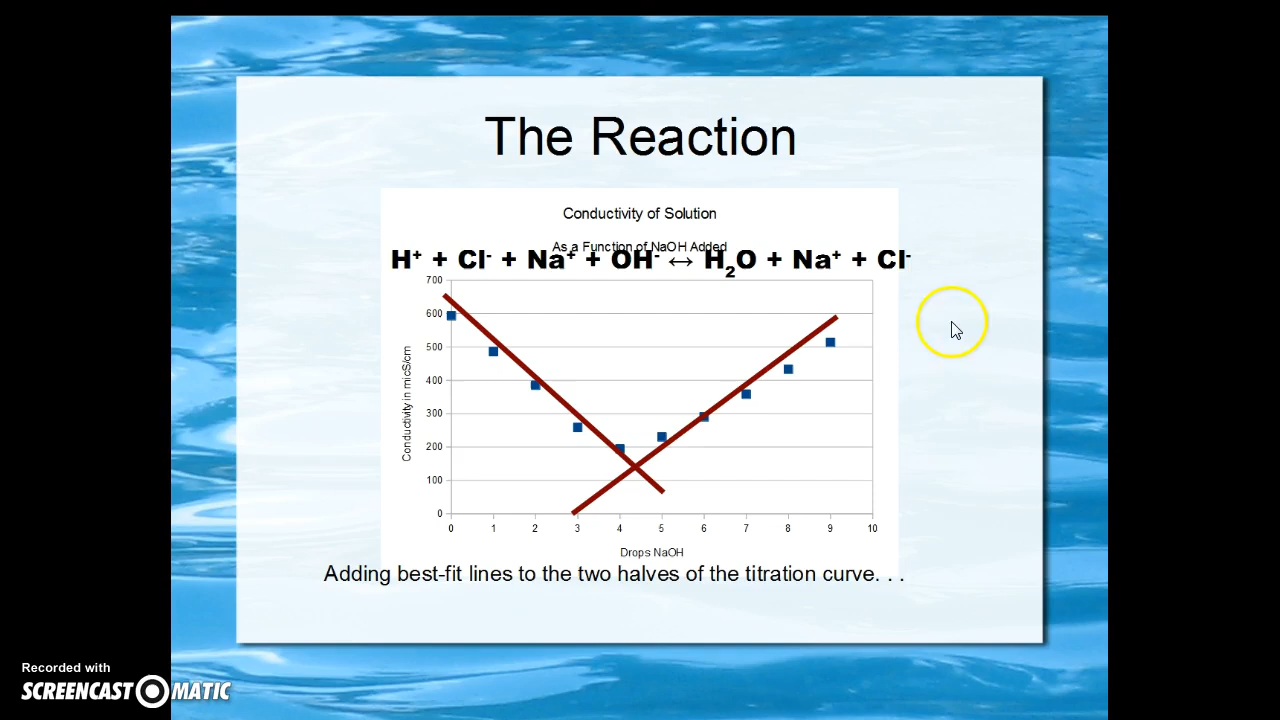 The Reaction
Conductivity of Solution
As a Function of NaOH Added
H⁺ + Cl⁻ + Na⁺ + OH⁻ ↔ H₂O + Na⁺ + Cl⁻
700
600
500
400
300
200
100
0
Conductivity in micS/cm
0 1 2 3 4 5 6 7 8 9 10
Drops NaOH
Adding best-fit lines to the two halves of the titration curve. . .
Recorded with
SCREENCAST MATIC